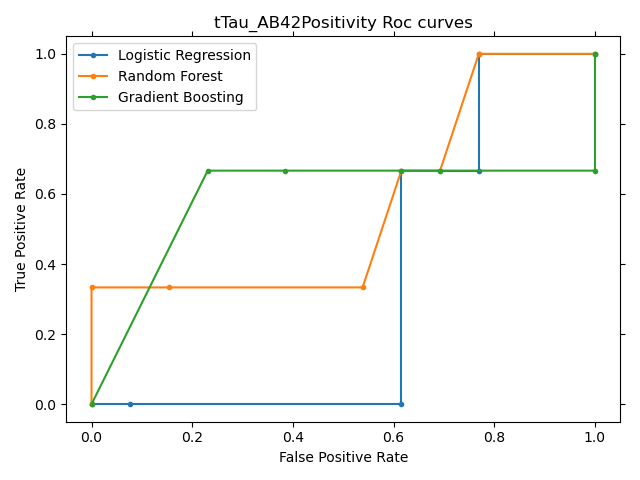 tTau_AB42Positivity Roc curves
Logistic Regression
Random Forest
Gradient Boosting
True Positive Rate
1.0
0.8
0.6
0.4
0.2
0.0
0.0 0.2 0.4 0.6 0.8 1.0
False Positive Rate